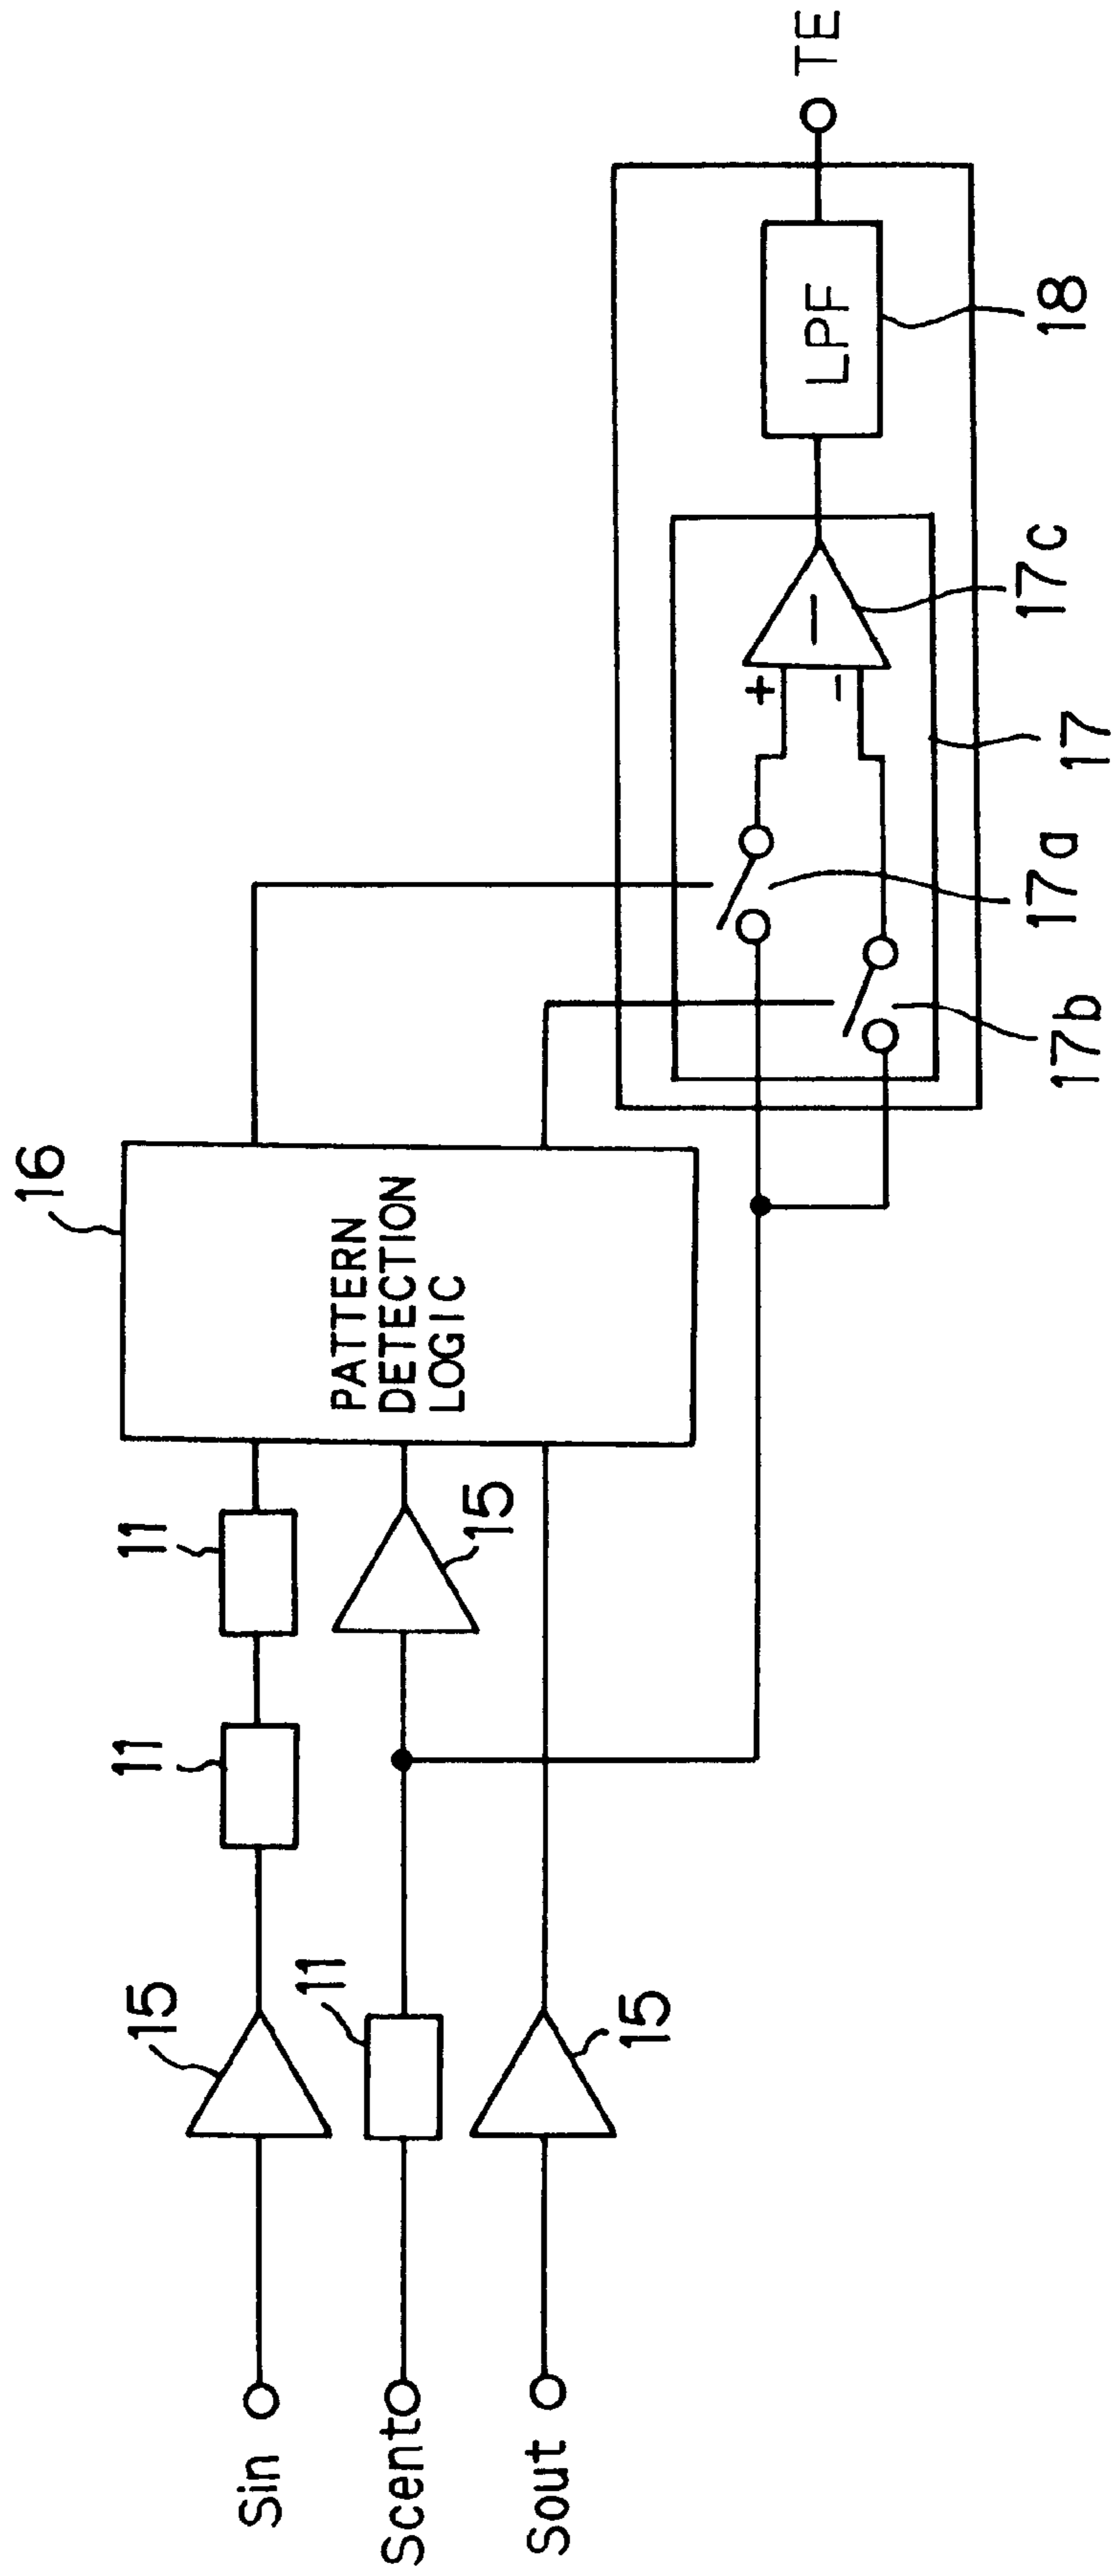 Sin
Scent
Sout
15
11
15
11
11
15
16
PATTERN
DETECTION
LOGIC
17b
17a
17
+
−
−
17c
LPF
18
TE